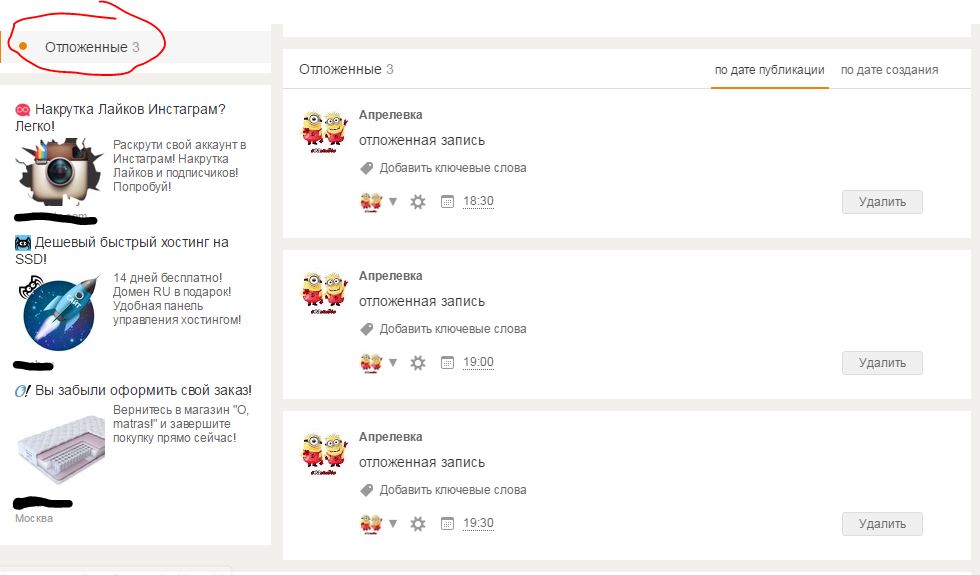 Отложенные 3
Накрутка Лайков Инстаграм?
Легко!
Раскрути свой аккаунт в
Инстаграм! Накрутка
Лайков и подписчиков!
Попробуй!
Дешевый быстрый хостинг на
SSD!
14 дней бесплатно!
Домен RU в подарок!
Удобная панель
управления хостингом!
Вы забыли оформить свой заказ!
Вернитесь в магазин "О,
matras!" и завершите
покупку прямо сейчас!
Москва
Отложенные 3
по дате публикации
по дате создания
Апрелевка
отложенная запись
Добавить ключевые слова
18:30
Удалить
Апрелевка
отложенная запись
Добавить ключевые слова
19:00
Удалить
Апрелевка
отложенная запись
Добавить ключевые слова
19:30
Удалить